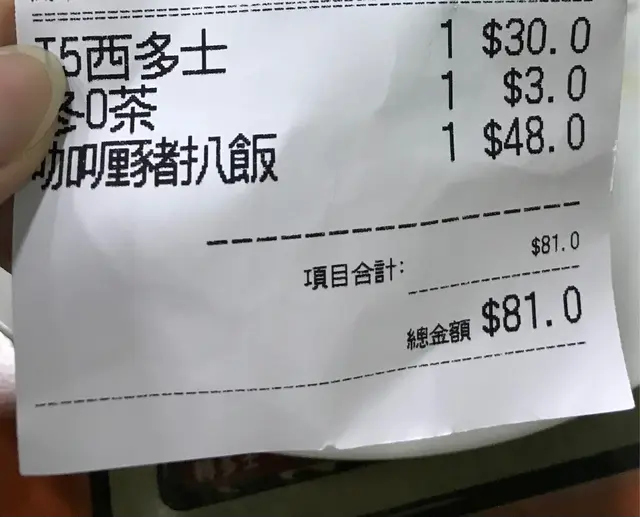 T5西多士 1 $30.0
冬0茶 1 $3.0
咖喱豬扒飯 1 $48.0
項目合計: $81.0
總金額 $81.0